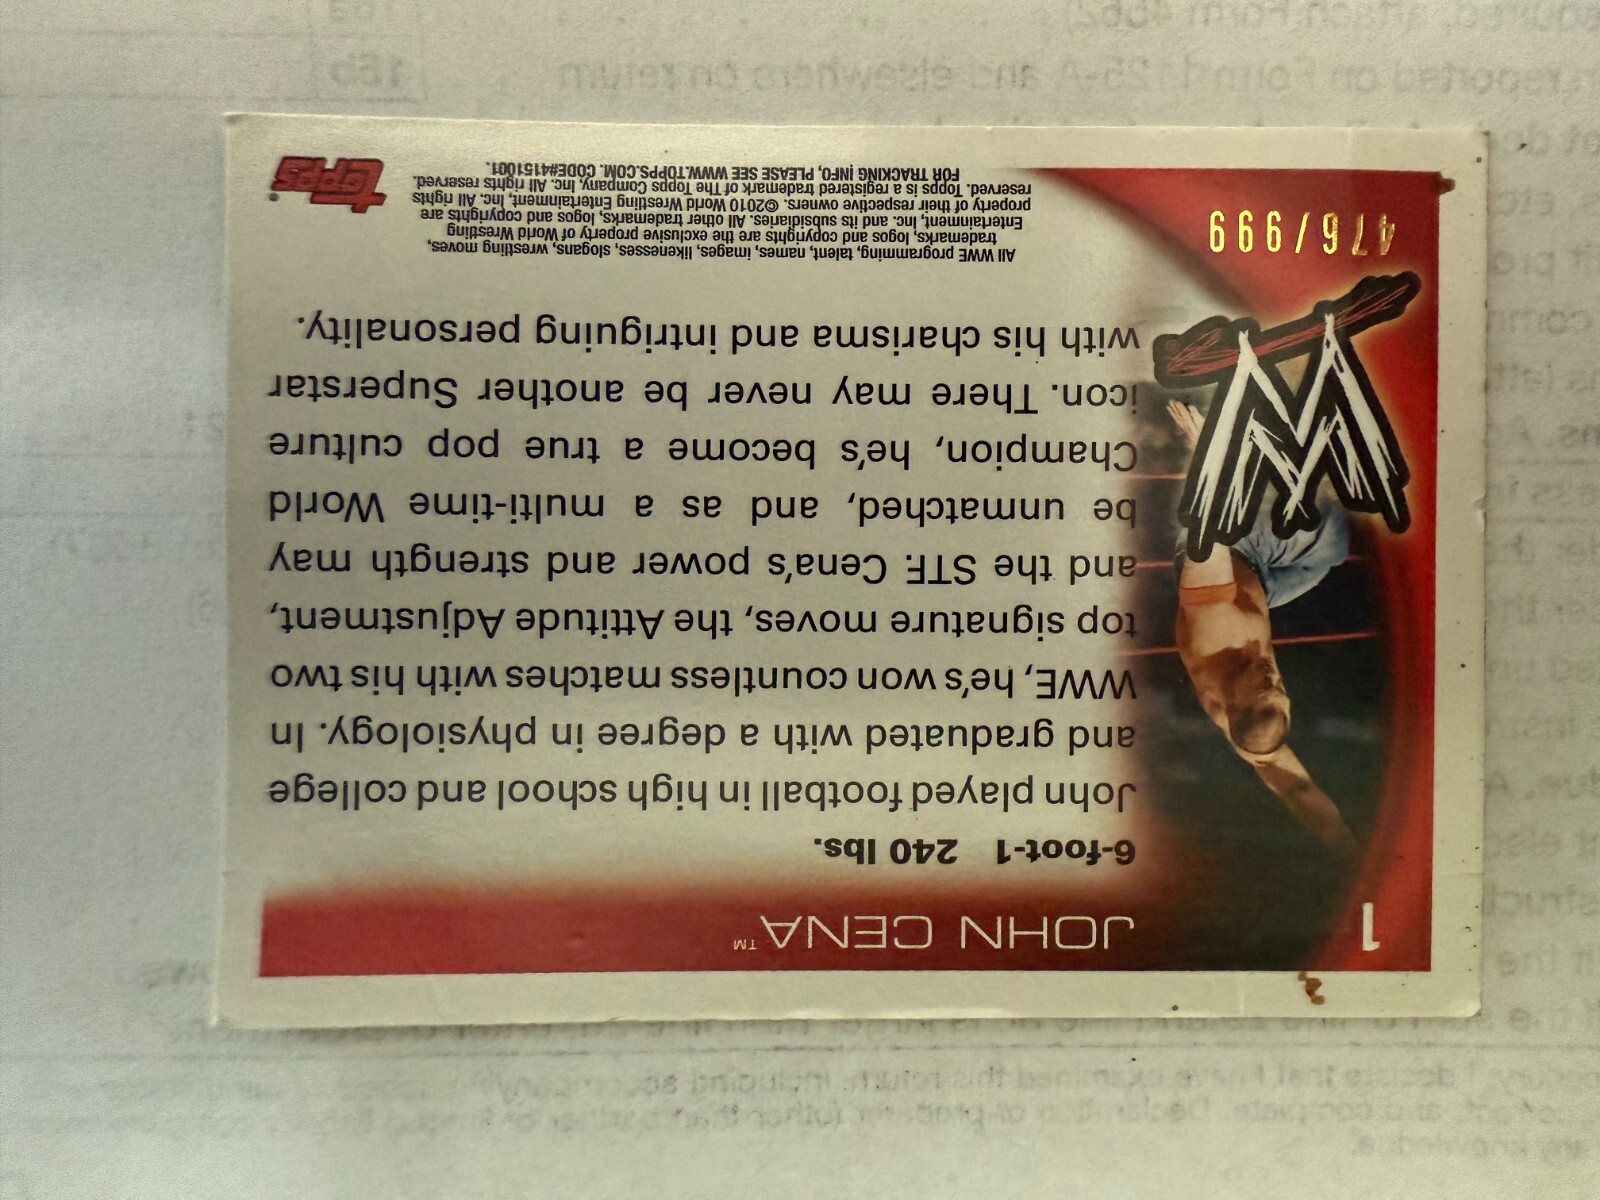 1
JOHN CENA™
6-foot-1 240 lbs.
John played football in high school and college
and graduated with a degree in physiology. In
WWE, he's won countless matches with his two
top signature moves, the Attitude Adjustment,
and the STF. Cena's power and strength may
be unmatched, and as a multi-time World
Champion, he's become a true pop culture
icon. There may never be another Superstar
with his charisma and intriguing personality.
W
476/999
All WWE programming, talent, names, images, likenesses, slogans, wrestling moves,
trademarks, logos and copyrights are the exclusive property of World Wrestling
Entertainment, Inc. and its subsidiaries. All other trademarks, logos and copyrights are
property of their respective owners. ©2010 World Wrestling Entertainment, Inc. All rights
reserved. Topps is a registered trademark of The Topps Company, Inc. All rights reserved.
FOR TRACKING INFO, PLEASE SEE WWW.TOPPS.COM. CODE#4151001.
topps®